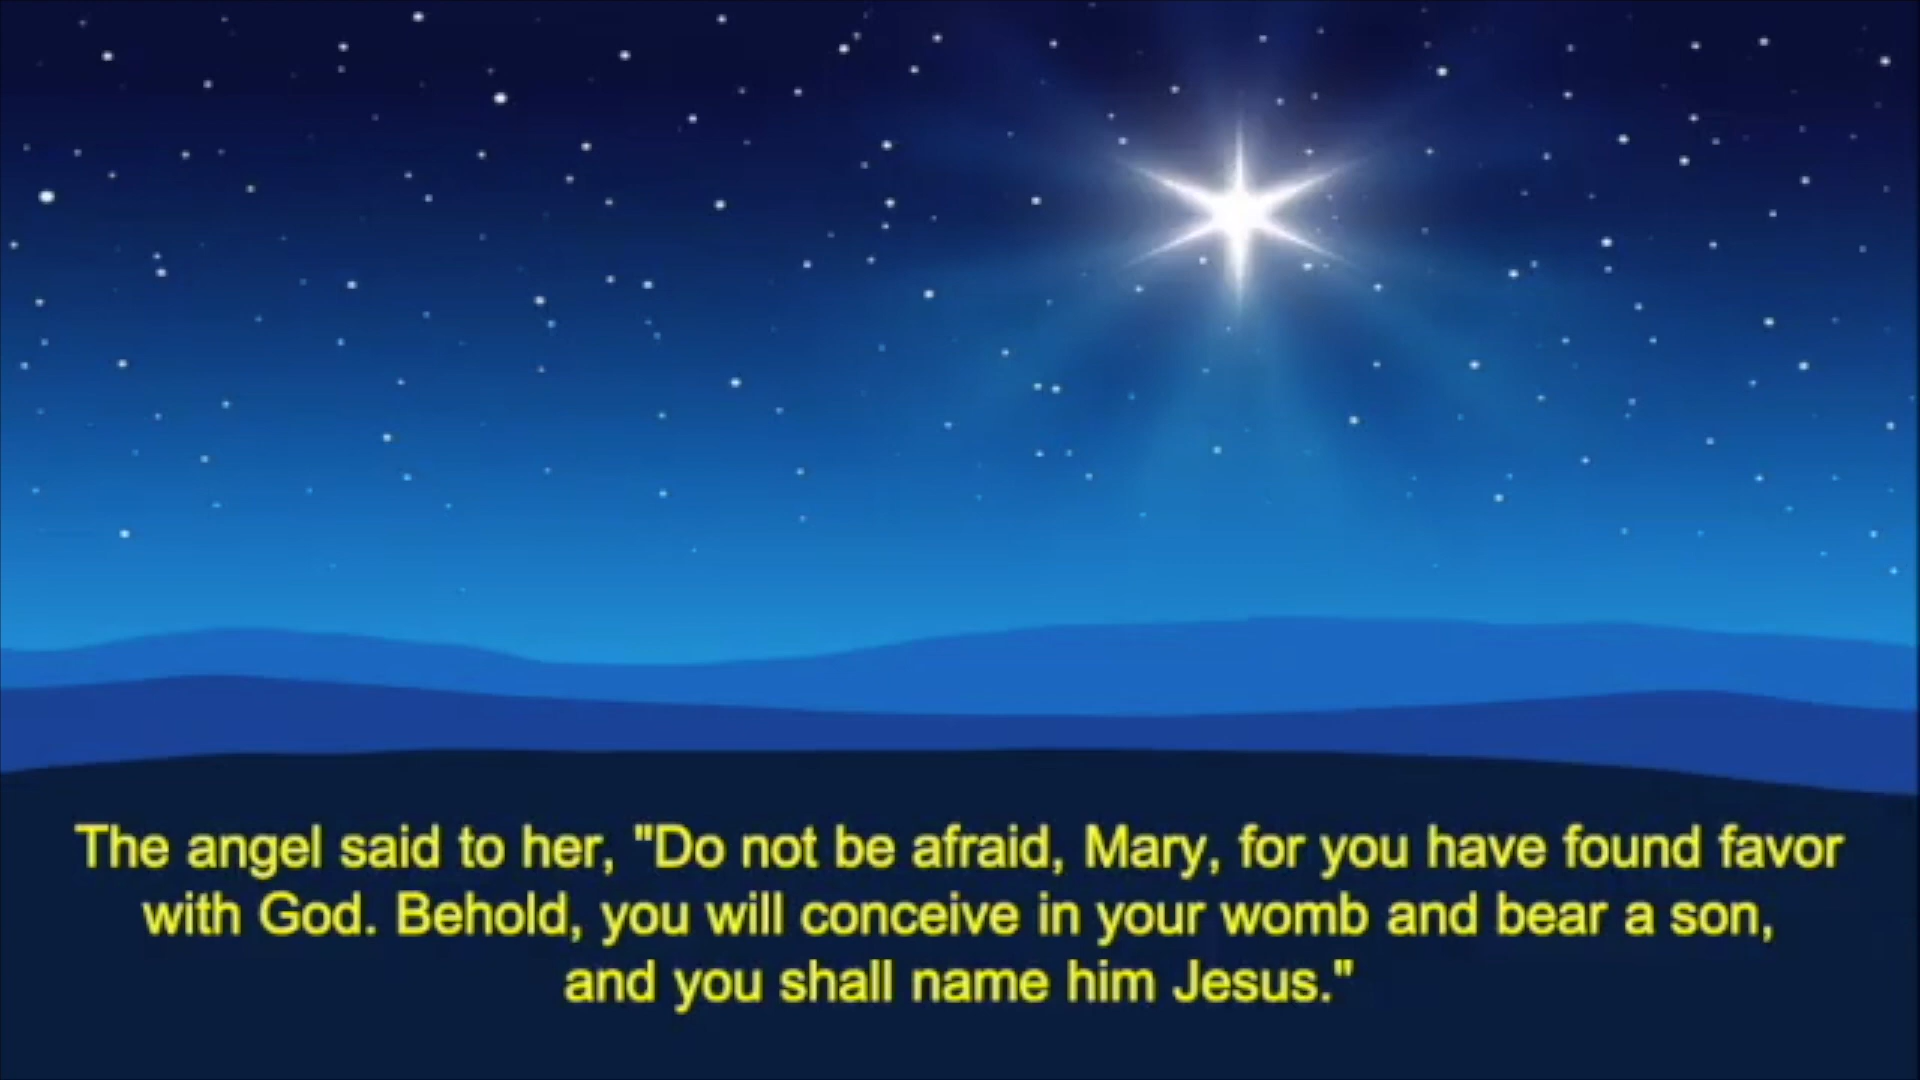 The angel said to her, "Do not be afraid, Mary, for you have found favor
with God. Behold, you will conceive in your womb and bear a son,
and you shall name him Jesus."